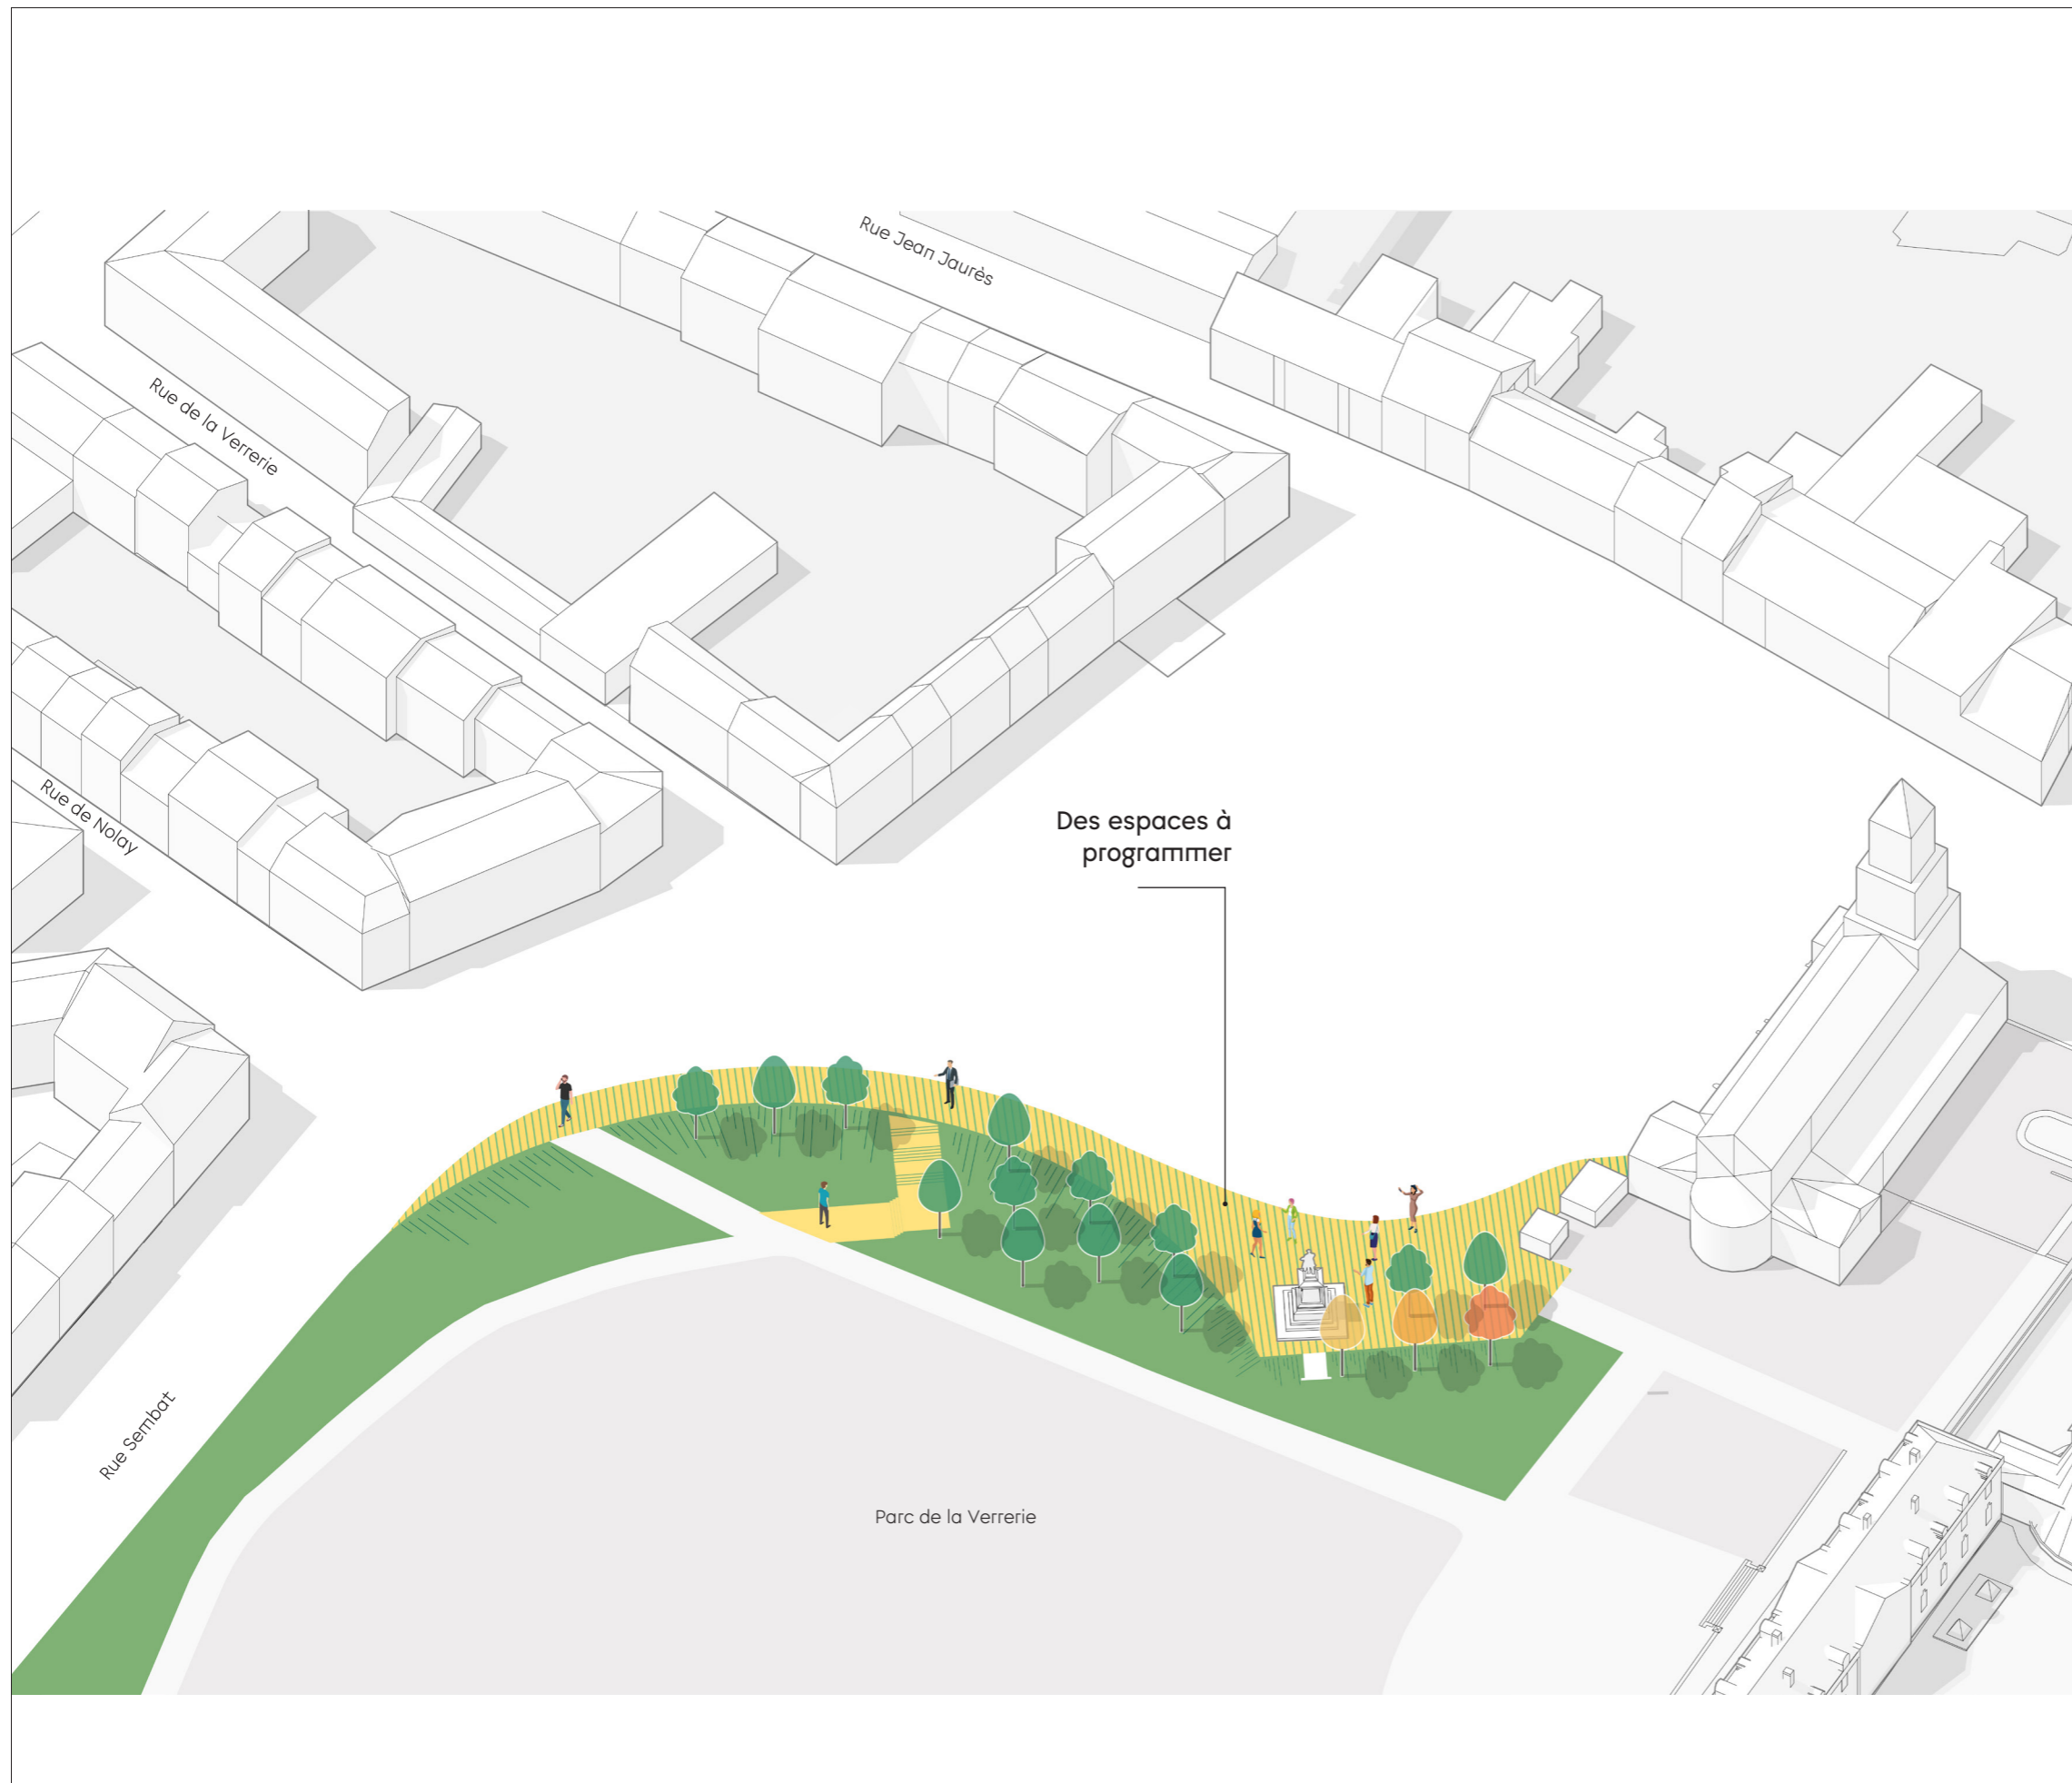 Rue Jean Jaurès
Rue de la Verrerie
Rue de Nolay
Des espaces à
programmer
Rue Sembat
Parc de la Verrerie